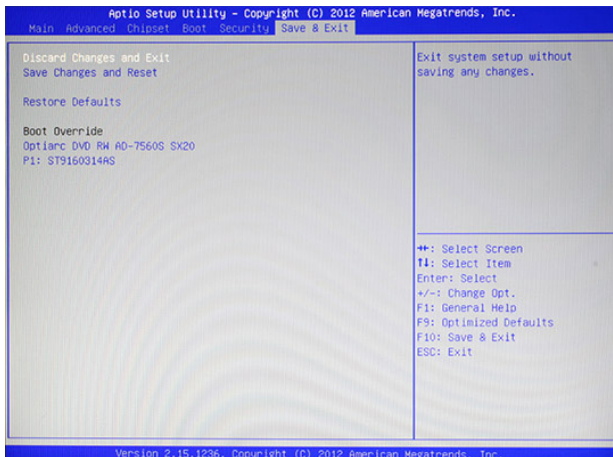 Aptio Setup Utility - Copyright (C) 2012 American Megatrends, Inc.
Main Advanced Chipset Boot Security Save & Exit
Discard Changes and Exit
Save Changes and Reset
Restore Defaults
Boot Override
Optiarc DVD RW AD-7560S SX20
P1: ST9160314AS
Exit system setup without
saving any changes.
→←: Select Screen
↑↓: Select Item
Enter: Select
+/-: Change Opt.
F1: General Help
F9: Optimized Defaults
F10: Save & Exit
ESC: Exit
Version 2.15.1236. Copyright (C) 2012 American Megatrends, Inc.